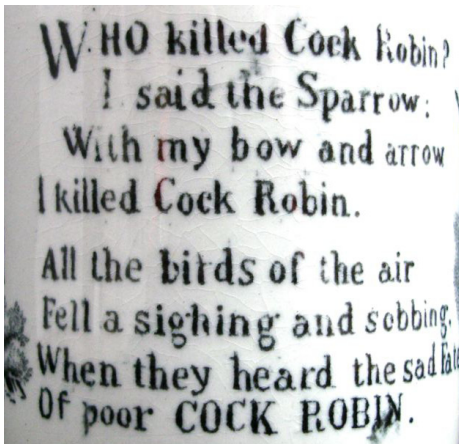 WHO killed Cock Robin?
I said the Sparrow;
With my bow and arrow
I killed Cock Robin.
All the birds of the air
Fell a sighing and sobbing.
When they heard the sad Fate
Of poor COCK ROBIN.